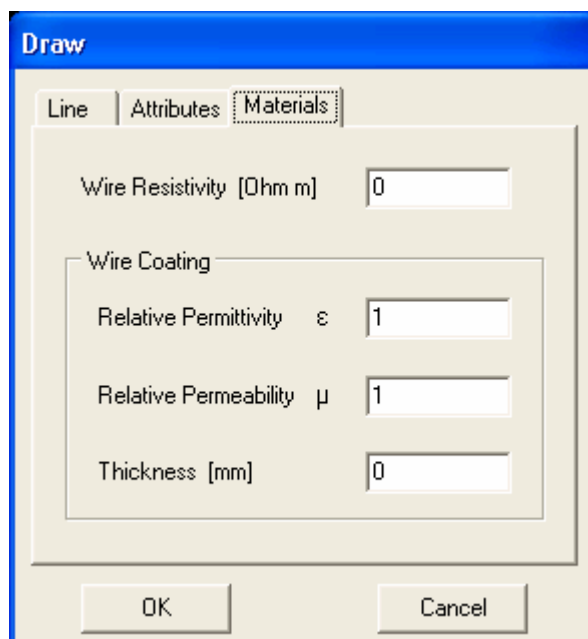 Draw
Line Attributes Materials
Wire Resistivity [Ohm m] 0
Wire Coating
Relative Permittivity ε 1
Relative Permeability μ 1
Thickness [mm] 0
OK Cancel